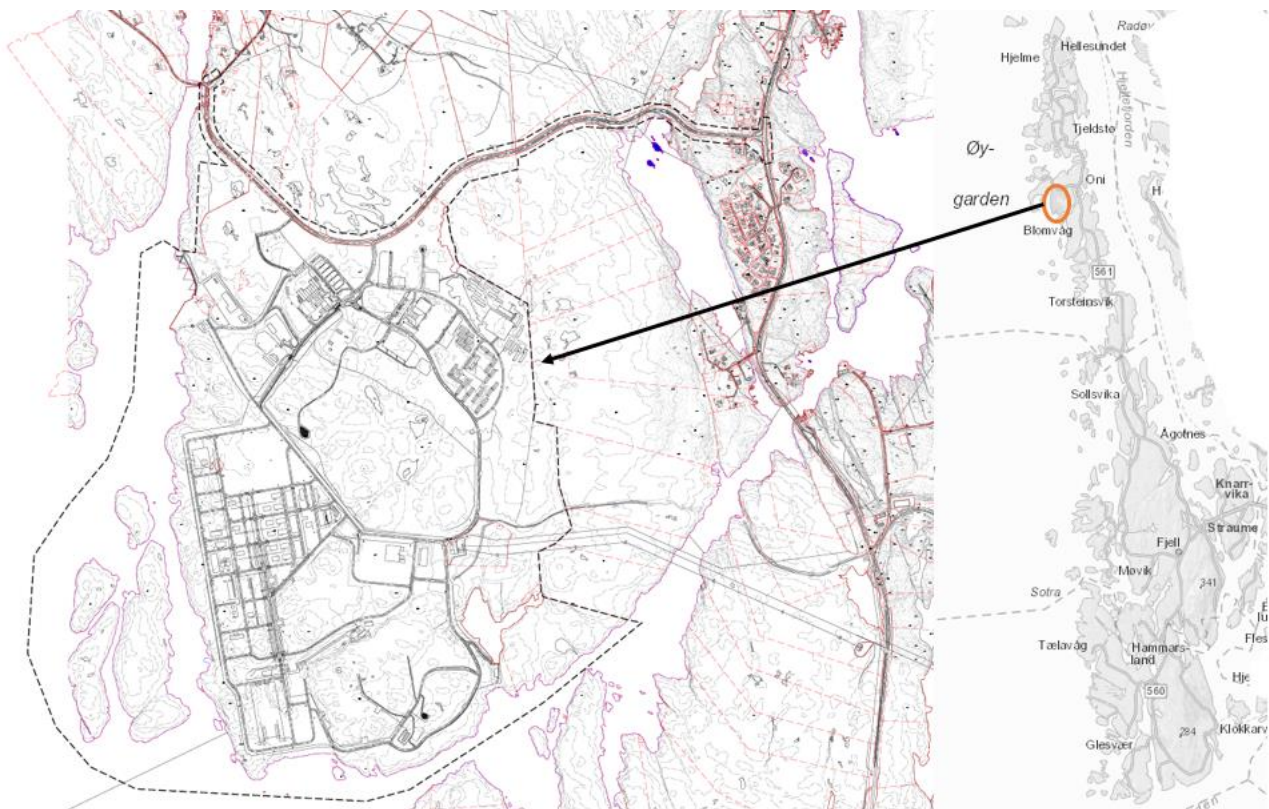 Radøy
Hellesundet
Hjelme
Hjeltefjorden
Tjeldstø
Øy-
garden
Oni
H
Blomvåg
561
Torsteinsvik
Sollsvika
Ågotnes
Knarr-
vika
Straume
Fjell
Møvik
341
Sotra
Tælavåg
Hammars-
land
Fles
Hje
560
284
Klokkarv
Glesvær